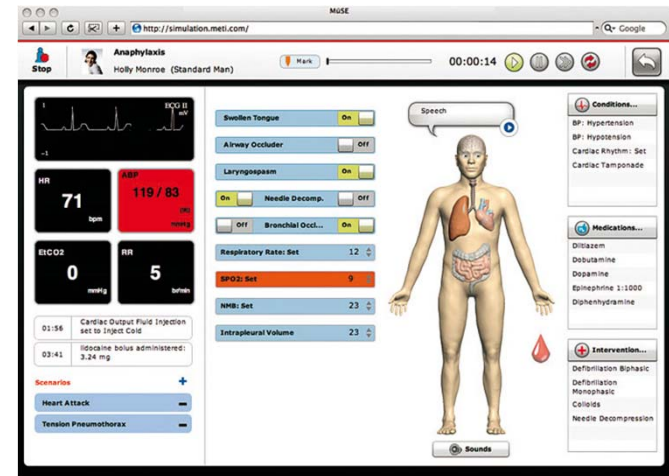 MüSE
http://simulation.meti.com/
Google
Stop
Anaphylaxis
Holly Monroe (Standard Man)
Mark
00:00:14
1
ECG II
mV
-1
HR
71
bpm
ABP
119 / 83
mmHg
EtCO2
0
mmHg
RR
5
br/min
01:56
Cardiac Output Fluid Injection
set to Inject Cold
03:41
lidocaine bolus administered:
3.24 mg
Scenarios
+
Heart Attack
Tension Pneumothorax
Swollen Tongue On
Airway Occluder Off
Laryngospasm On
On Needle Decomp. Off
Off Bronchial Occl... On
Respiratory Rate: Set 12
SPO2: Set 9
NMB: Set 23
Intrapleural Volume 23
Speech
Sounds
Conditions...
BP: Hypertension
BP: Hypotension
Cardiac Rhythm: Set
Cardiac Tamponade
Medications...
Diltiazem
Dobutamine
Dopamine
Epinephrine 1:1000
Diphenhydramine
Intervention...
Defibrillation Biphasic
Defibrillation
Monophasic
Colloids
Needle Decompression